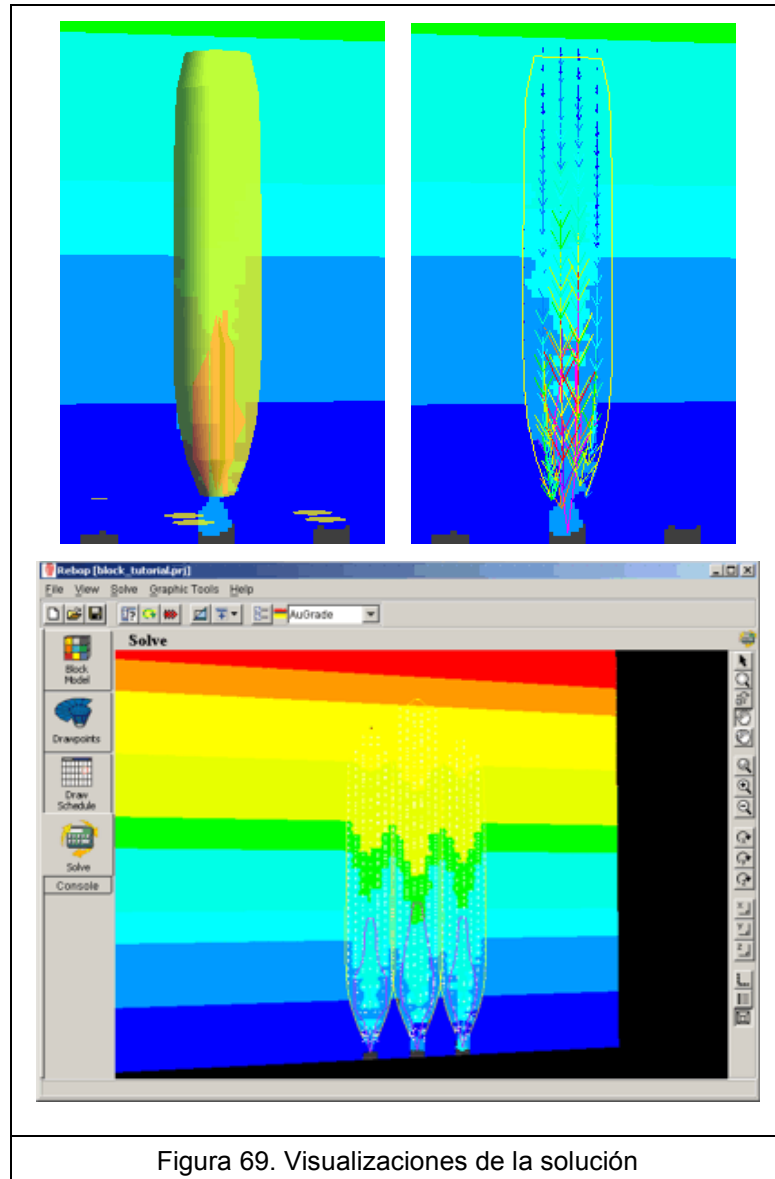 Rebop [block_tutorial.prj]
File View Solve Graphic Tools Help
AuGrade
Solve
Block
Model
Drawpoints
Draw
Schedule
Solve
Console
Figura 69. Visualizaciones de la solución